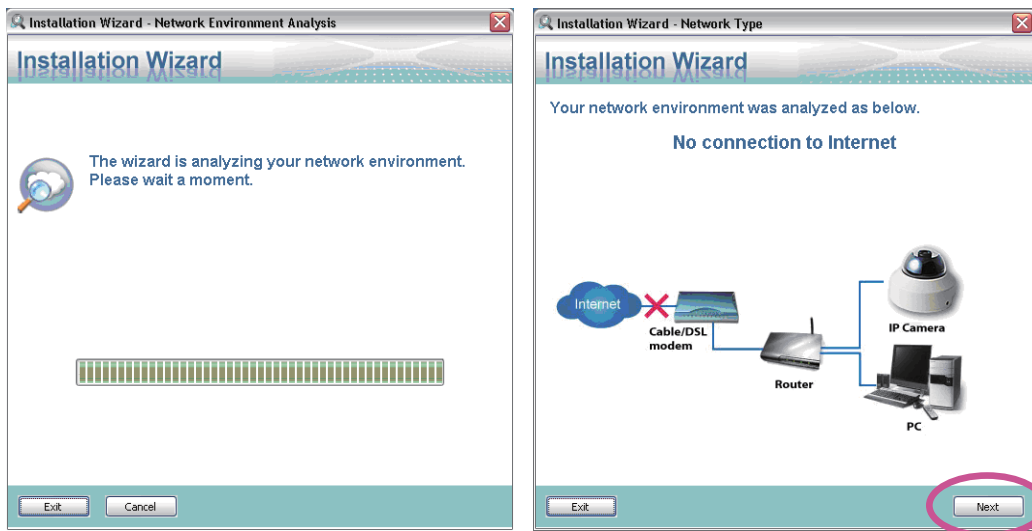 Installation Wizard - Network Environment Analysis
Installation Wizard
The wizard is analyzing your network environment.
Please wait a moment.
Exit
Cancel
Installation Wizard - Network Type
Installation Wizard
Your network environment was analyzed as below.
No connection to Internet
Internet
Cable/DSL
modem
Router
IP Camera
PC
Exit
Next